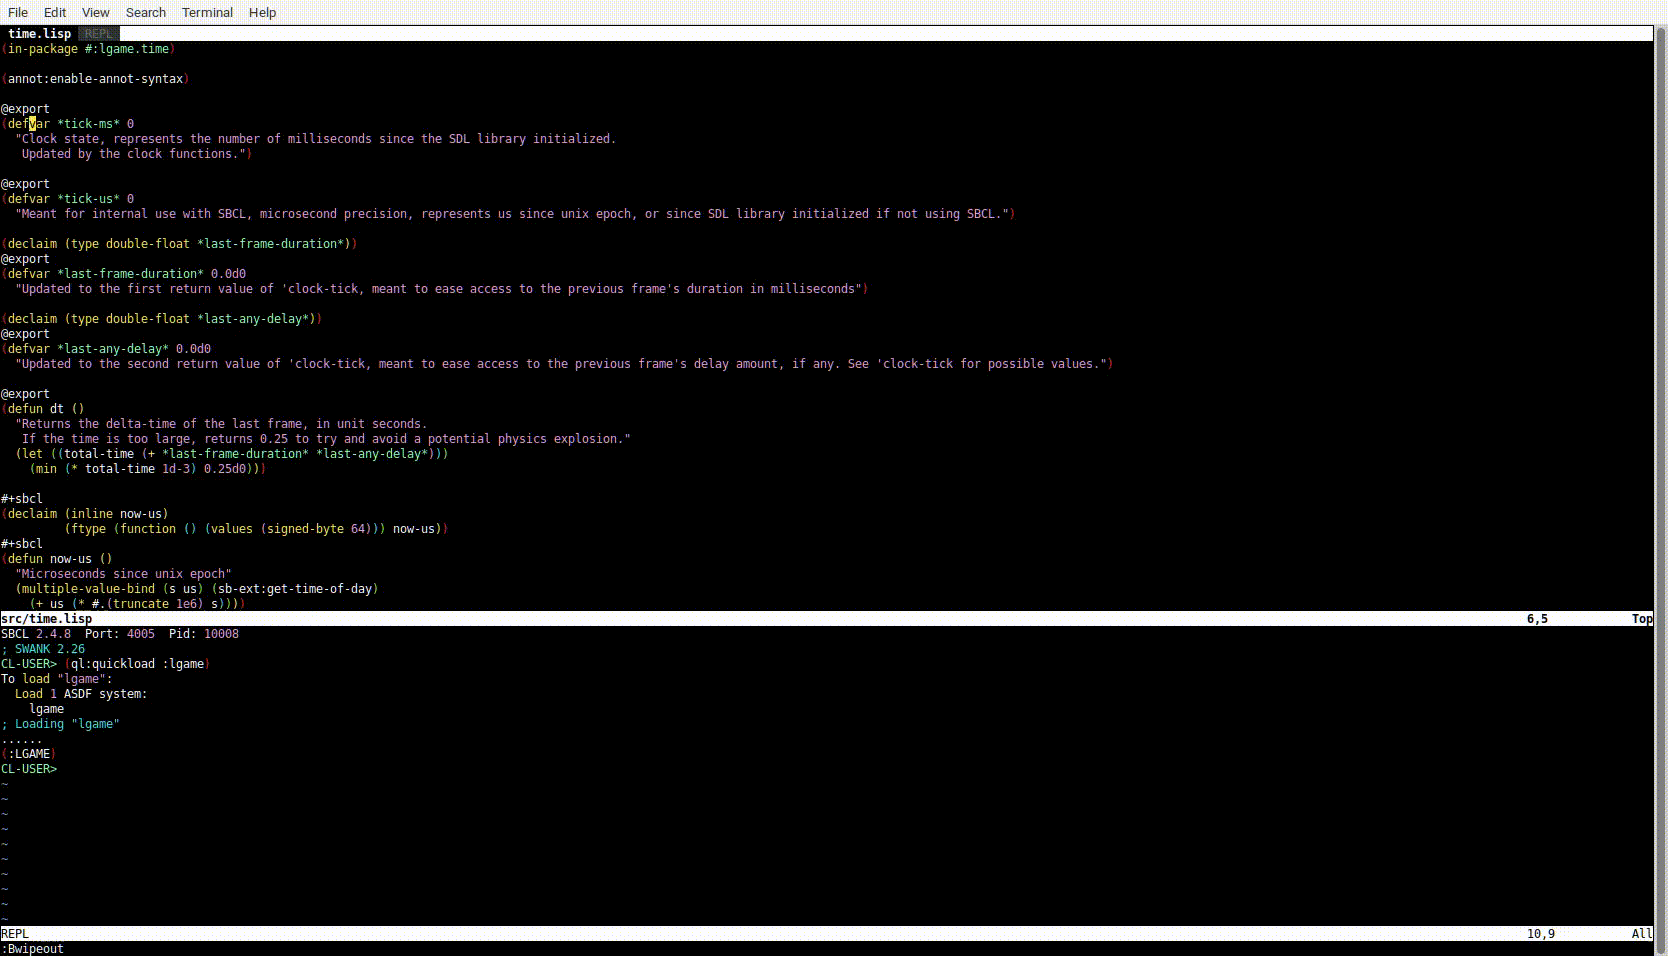 File Edit View Search Terminal Help
time.lisp REPL
(in-package #:lgame.time)
(annot:enable-annot-syntax)
@export
(defvar *tick-ms* 0
"Clock state, represents the number of milliseconds since the SDL library initialized.
Updated by the clock functions.")
@export
(defvar *tick-us* 0
"Meant for internal use with SBCL, microsecond precision, represents us since unix epoch, or since SDL library initialized if not using SBCL.")
(declaim (type double-float *last-frame-duration*))
@export
(defvar *last-frame-duration* 0.0d0
"Updated to the first return value of 'clock-tick, meant to ease access to the previous frame's duration in milliseconds")
(declaim (type double-float *last-any-delay*))
@export
(defvar *last-any-delay* 0.0d0
"Updated to the second return value of 'clock-tick, meant to ease access to the previous frame's delay amount, if any. See 'clock-tick for possible values.")
@export
(defun dt ()
"Returns the delta-time of the last frame, in unit seconds.
If the time is too large, returns 0.25 to try and avoid a potential physics explosion."
(let ((total-time (+ *last-frame-duration* *last-any-delay*)))
(min (* total-time 1d-3) 0.25d0)))
#+sbcl
(declaim (inline now-us)
(ftype (function () (values (signed-byte 64))) now-us))
#+sbcl
(defun now-us ()
"Microseconds since unix epoch"
(multiple-value-bind (s us) (sb-ext:get-time-of-day)
(+ us (* #.(truncate 1e6) s))))
src/time.lisp 6,5 Top
SBCL 2.4.8 Port: 4005 Pid: 10008
; SWANK 2.26
CL-USER> (ql:quickload :lgame)
To load "lgame":
Load 1 ASDF system:
lgame
; Loading "lgame"
......
(:LGAME)
CL-USER>
~
~
~
~
~
~
~
~
~
~
REPL 10,9 All
:Bwipeout